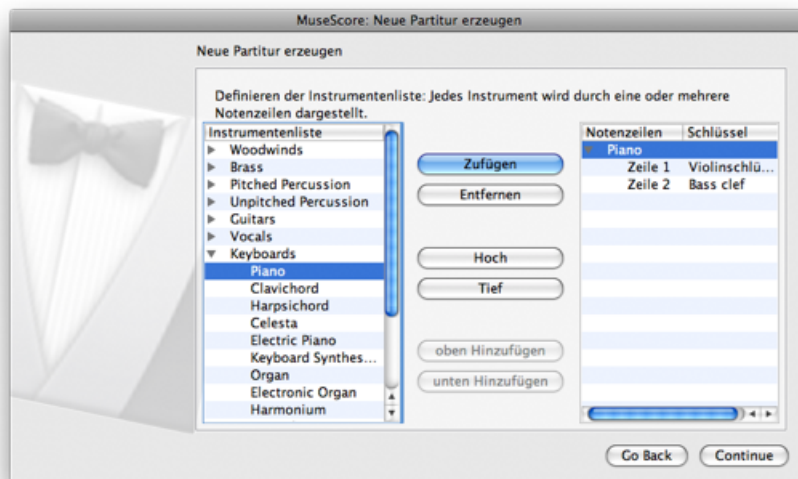 MuseScore: Neue Partitur erzeugen
Neue Partitur erzeugen
Definieren der Instrumentenliste: Jedes Instrument wird durch eine oder mehrere
Notenzeilen dargestellt.
Instrumentenliste
Woodwinds
Brass
Pitched Percussion
Unpitched Percussion
Guitars
Vocals
Keyboards
Piano
Clavichord
Harpsichord
Celesta
Electric Piano
Keyboard Synthes...
Organ
Electronic Organ
Harmonium
Zufügen
Entfernen
Hoch
Tief
oben Hinzufügen
unten Hinzufügen
Notenzeilen Schlüssel
Piano
Zeile 1 Violinschlü...
Zeile 2 Bass clef
Go Back Continue